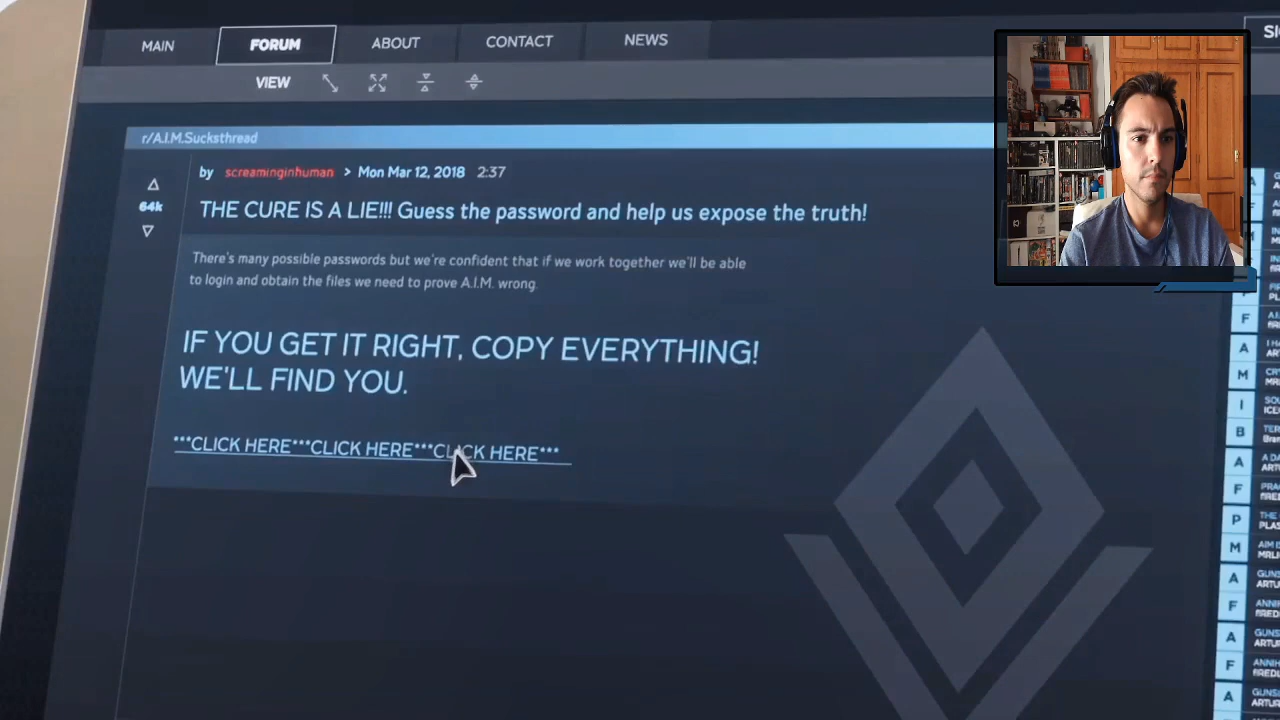 MAIN
FORUM
ABOUT
CONTACT
NEWS
VIEW
r/A.I.M.Sucksthread
by screaminginhuman > Mon Mar 12, 2018 2:37
64k
THE CURE IS A LIE!!! Guess the password and help us expose the truth!
There's many possible passwords but we're confident that if we work together we'll be able
to login and obtain the files we need to prove A.I.M. wrong.
IF YOU GET IT RIGHT, COPY EVERYTHING!
WE'LL FIND YOU.
***CLICK HERE***CLICK HERE***CLICK HERE***
A
F
M
I
F
A
M
I
B
A
F
P
M
A
F
A
F
A